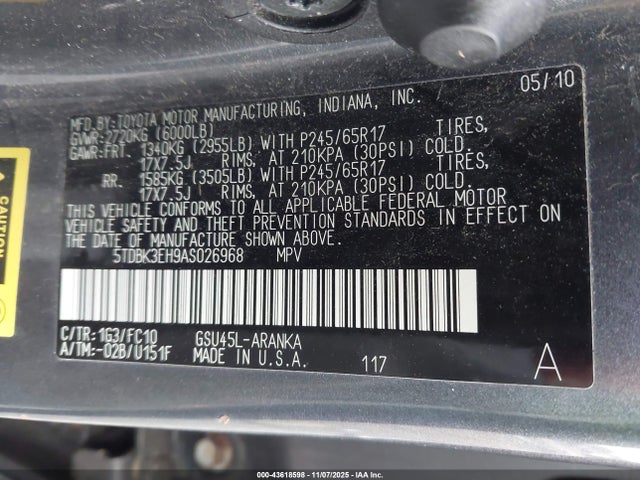 05/10
MFD.BY:TOYOTA MOTOR MANUFACTURING, INDIANA, INC.
GVWR:2720KG (6000LB)
GAWR:FRT. 1340KG (2955LB) WITH P245/65R17 TIRES,
17X7.5J RIMS, AT 210KPA (30PSI) COLD.
RR. 1585KG (3505LB) WITH P245/65R17 TIRES,
17X7.5J RIMS, AT 210KPA (30PSI) COLD.
THIS VEHICLE CONFORMS TO ALL APPLICABLE FEDERAL MOTOR
VEHICLE SAFETY AND THEFT PREVENTION STANDARDS IN EFFECT ON
THE DATE OF MANUFACTURE SHOWN ABOVE.
5TDBK3EH9AS026968 MPV
C/TR:1G3/FC10 GSU45L-ARANKA
A/TM:-02B/U151F MADE IN U.S.A. 117 A
CAUTION
000-43618598 - 11/07/2025 - IAA Inc.